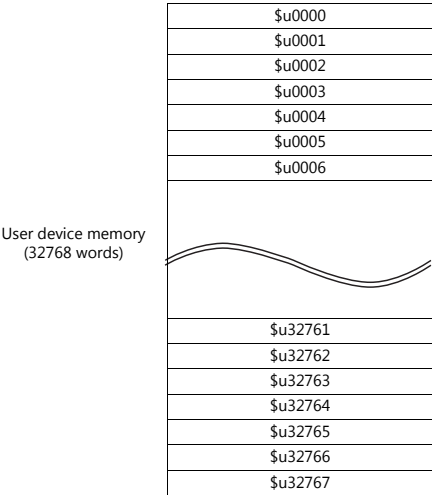 $u0000
$u0001
$u0002
$u0003
$u0004
$u0005
$u0006
User device memory
(32768 words)
$u32761
$u32762
$u32763
$u32764
$u32765
$u32766
$u32767